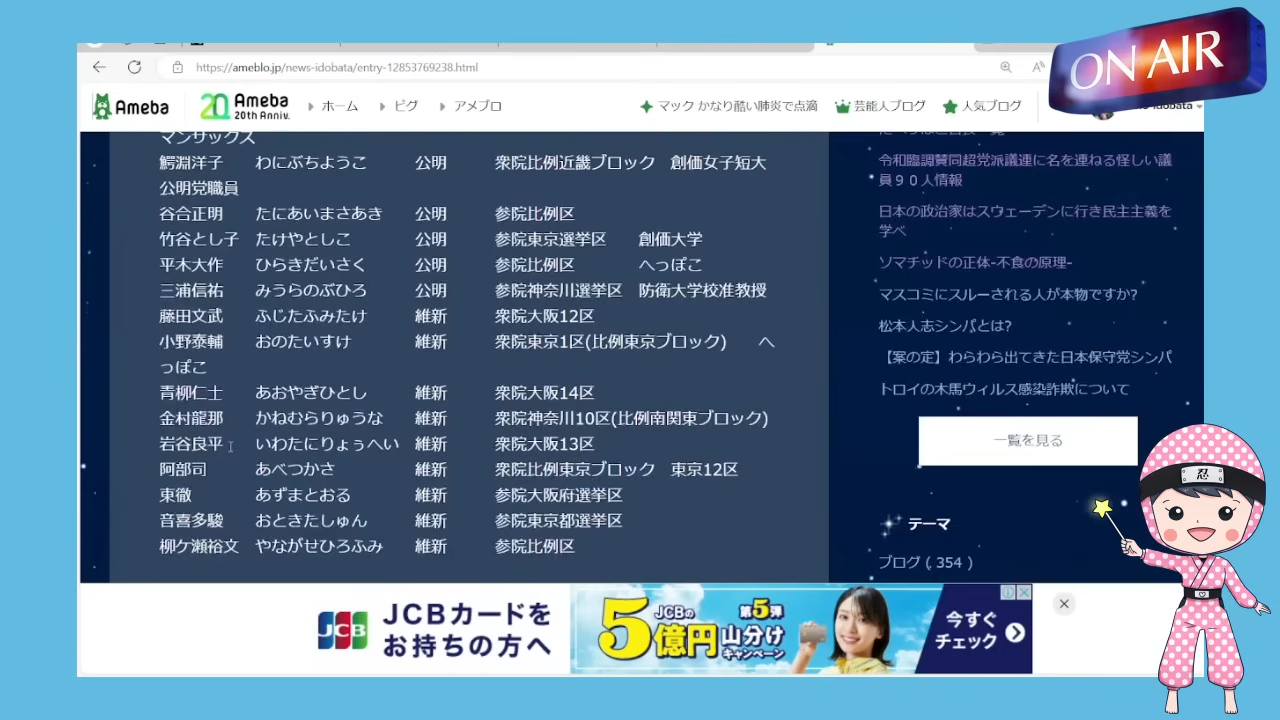 https://ameblo.jp/news-idobata/entry-12853769238.html
ON AIR
Ameba
20 Ameba 20th Anniv.
ホーム
ピグ
アメブロ
マック かなり酷い肺炎で点滴
芸能人ブログ
人気ブログ
マンサックス
鰐淵洋子 わにぶちようこ 公明 衆院比例近畿ブロック 創価女子短大
公明党職員
谷合正明 たにあいまさあき 公明 参院比例区
竹谷とし子 たけやとしこ 公明 参院東京選挙区 創価大学
平木大作 ひらきだいさく 公明 参院比例区 へっぽこ
三浦信祐 みうらのぶひろ 公明 参院神奈川選挙区 防衛大学校准教授
藤田文武 ふじたふみたけ 維新 衆院大阪12区
小野泰輔 おのたいすけ 維新 衆院東京1区(比例東京ブロック) へ
っぽこ
青柳仁士 あおやぎひとし 維新 衆院大阪14区
金村龍那 かねむらりゅうな 維新 衆院神奈川10区(比例南関東ブロック)
岩谷良平 いわたにりょぅへい 維新 衆院大阪13区
阿部司 あべつかさ 維新 衆院比例東京ブロック 東京12区
東徹 あずまとおる 維新 参院大阪府選挙区
音喜多駿 おときたしゅん 維新 参院東京都選挙区
柳ケ瀬裕文 やながせひろふみ 維新 参院比例区
令和臨調賛同超党派議連に名を連ねる怪しい議
員９０人情報
日本の政治家はスウェーデンに行き民主主義を
学べ
ソマチッドの正体-不食の原理-
マスコミにスルーされる人が本物ですか?
松本人志シンパとは?
【案の定】わらわら出てきた日本保守党シンパ
トロイの木馬ウィルス感染詐欺について
一覧を見る
テーマ
ブログ ( 354 )
忍
JCB
JCBカードを
お持ちの方へ
JCBの 第5弾
5億円山分け
キャンペーン
今すぐ
チェック